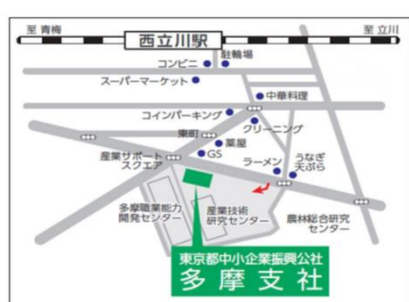 至 青梅
西立川駅
至 立川
コンビニ
駐輪場
スーパーマーケット
中華料理
コインパーキング
クリーニング
東町
薬屋
GS
産業サポート
スクエア
ラーメン
うなぎ
天ぷら
多摩職業能力
開発センター
産業技術
研究センター
農林総合研究
センター
東京都中小企業振興公社
多摩支社